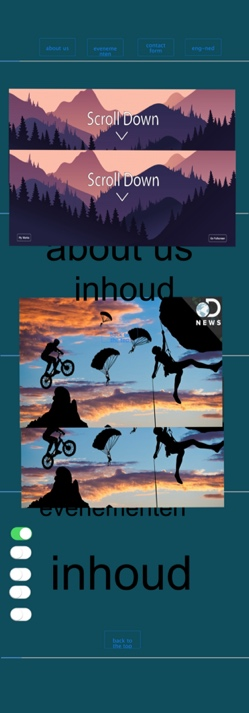 about us
evenementen
contact form
eng-ned
Scroll Down
Scroll Down
about us
inhoud
D
NEWS
evenementen
inhoud
back to
the top